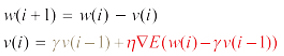 w(i+1) = w(i) − v(i)
v(i) = γv(i−1) + η∇E(w(i)−γv(i−1))